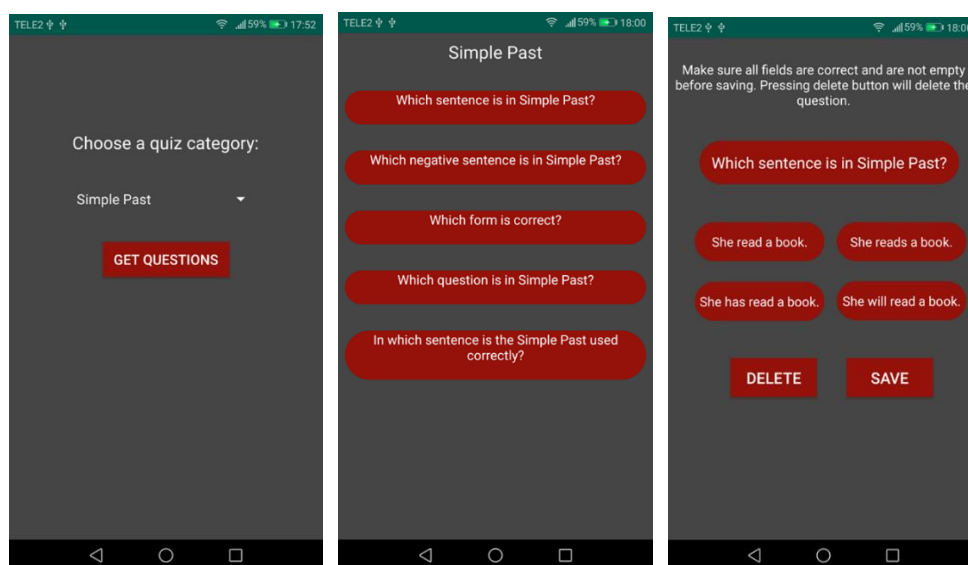 TELE2 59% 17:52
Choose a quiz category:
Simple Past
GET QUESTIONS
TELE2 59% 18:00
Simple Past
Which sentence is in Simple Past?
Which negative sentence is in Simple Past?
Which form is correct?
Which question is in Simple Past?
In which sentence is the Simple Past used
correctly?
TELE2 59% 18:00
Make sure all fields are correct and are not empty
before saving. Pressing delete button will delete the
question.
Which sentence is in Simple Past?
She read a book. She reads a book.
She has read a book. She will read a book.
DELETE SAVE